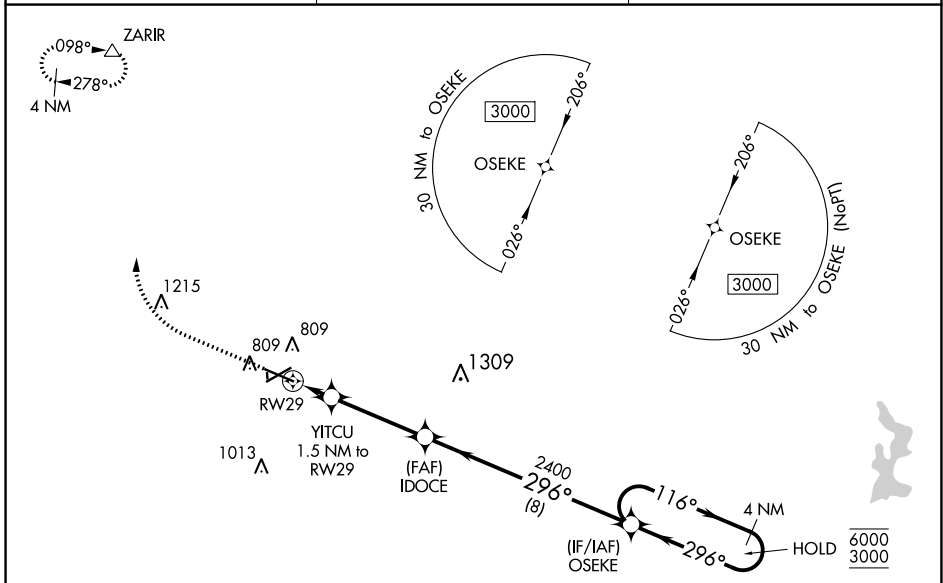 ZARIR
098°
278°
4 NM
30 NM to OSEKE
3000
206°
OSEKE
026°
206°
OSEKE
026°
3000
30 NM to OSEKE (NoPT)
1215
809
809
1309
RW29
YITCU
1.5 NM to
RW29
1013
(FAF)
IDOCE
2400
296°
(8)
116°
4 NM
296°
HOLD
6000
3000
(IF/IAF)
OSEKE